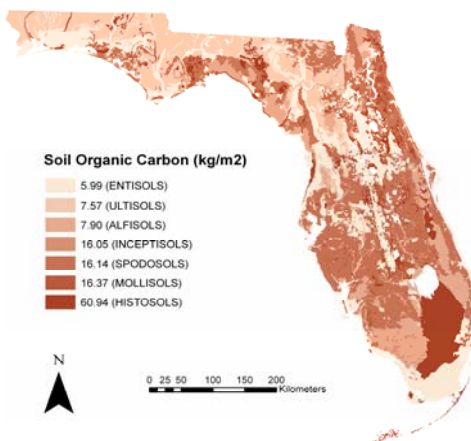 Soil Organic Carbon (kg/m2)
5.99 (ENTISOLS)
7.57 (ULTISOLS)
7.90 (ALFISOLS)
16.05 (INCEPTISOLS)
16.14 (SPODOSOLS)
16.37 (MOLLISOLS)
60.94 (HISTOSOLS)
N
0 25 50 100 150 200
Kilometers